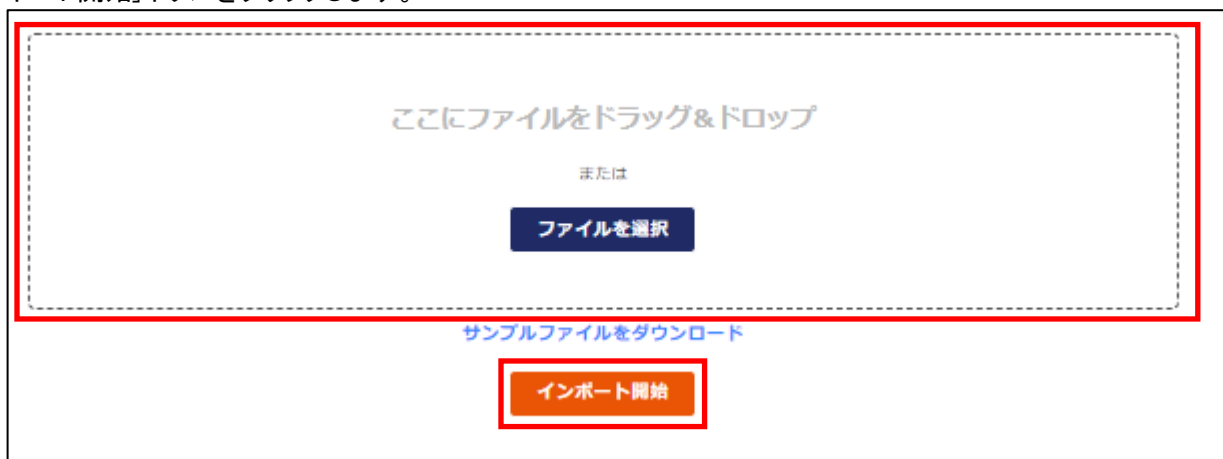 ここにファイルをドラッグ&ドロップ
または
ファイルを選択
サンプルファイルをダウンロード
インポート開始